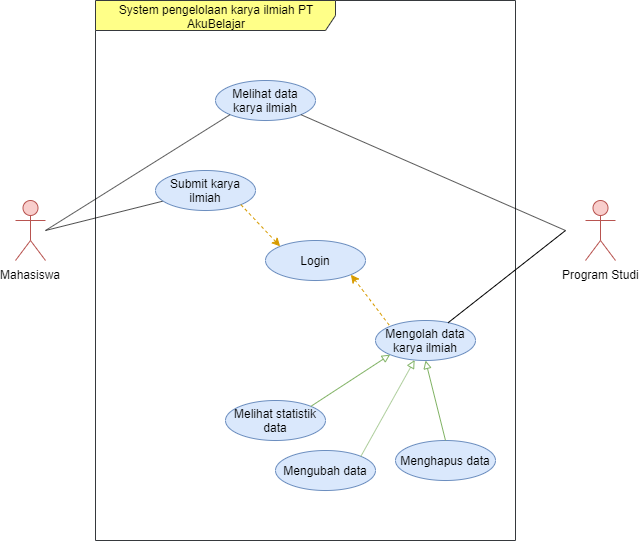 System pengelolaan karya ilmiah PT
AkuBelajar
Melihat data
karya ilmiah
Submit karya
ilmiah
Mahasiswa
Program Studi
Login
Mengolah data
karya ilmiah
Melihat statistik
data
Mengubah data
Menghapus data